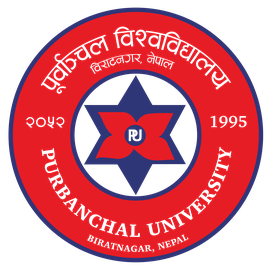 पूर्वाञ्चल विश्वविद्यालय
विराटनगर, नेपाल
२०५२
1995
PU
PURBANCHAL UNIVERSITY
BIRATNAGAR, NEPAL